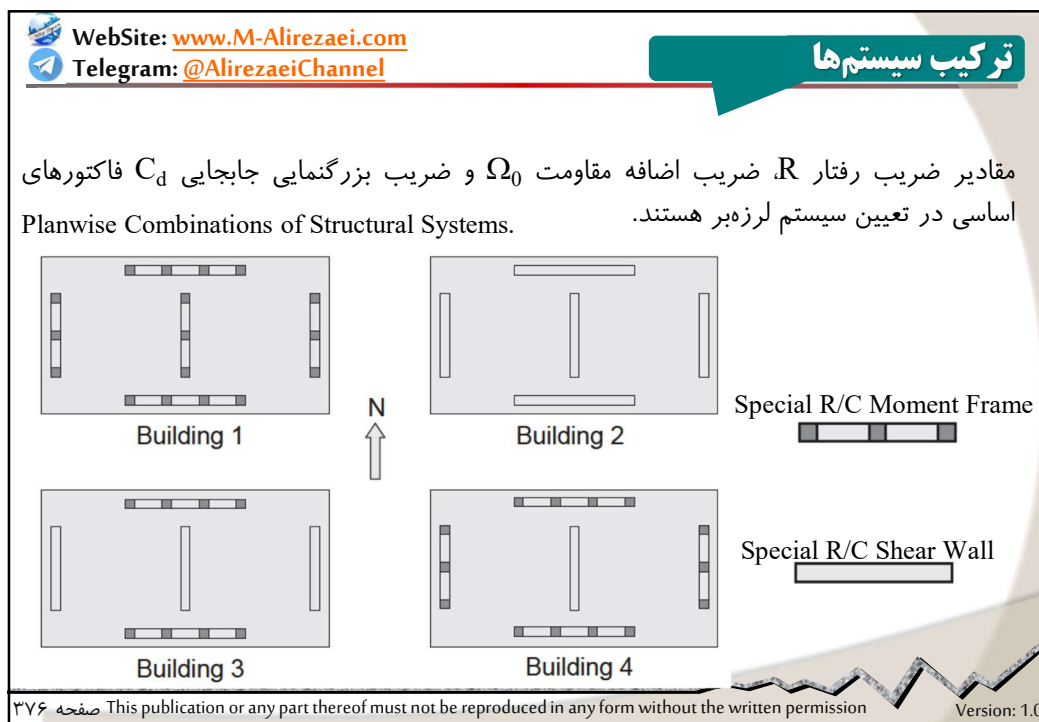 WebSite: www.M-Alirezaei.com
Telegram: @AlirezaeiChannel
ترکیب سیستم‌ها
مقادیر ضریب رفتار R، ضریب اضافه مقاومت Ω0 و ضریب بزرگنمایی جابجایی Cd فاکتورهای
اساسی در تعیین سیستم لرزه‌بر هستند.
Planwise Combinations of Structural Systems.
Building 1
N
Building 2
Special R/C Moment Frame
Building 3
Building 4
Special R/C Shear Wall
صفحه ۳۷۶ This publication or any part thereof must not be reproduced in any form without the written permission Version: 1.0